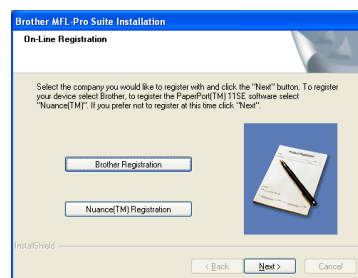 Brother MFL-Pro Suite Installation
On-Line Registration
Select the company you would like to register with and click the "Next" button. To register
your device select Brother, to register the PaperPort(TM) 11SE software select
"Nuance(TM)". If you prefer not to register at this time click "Next".
Brother Registration
Nuance(TM) Registration
InstallShield
< Back
Next >
Cancel